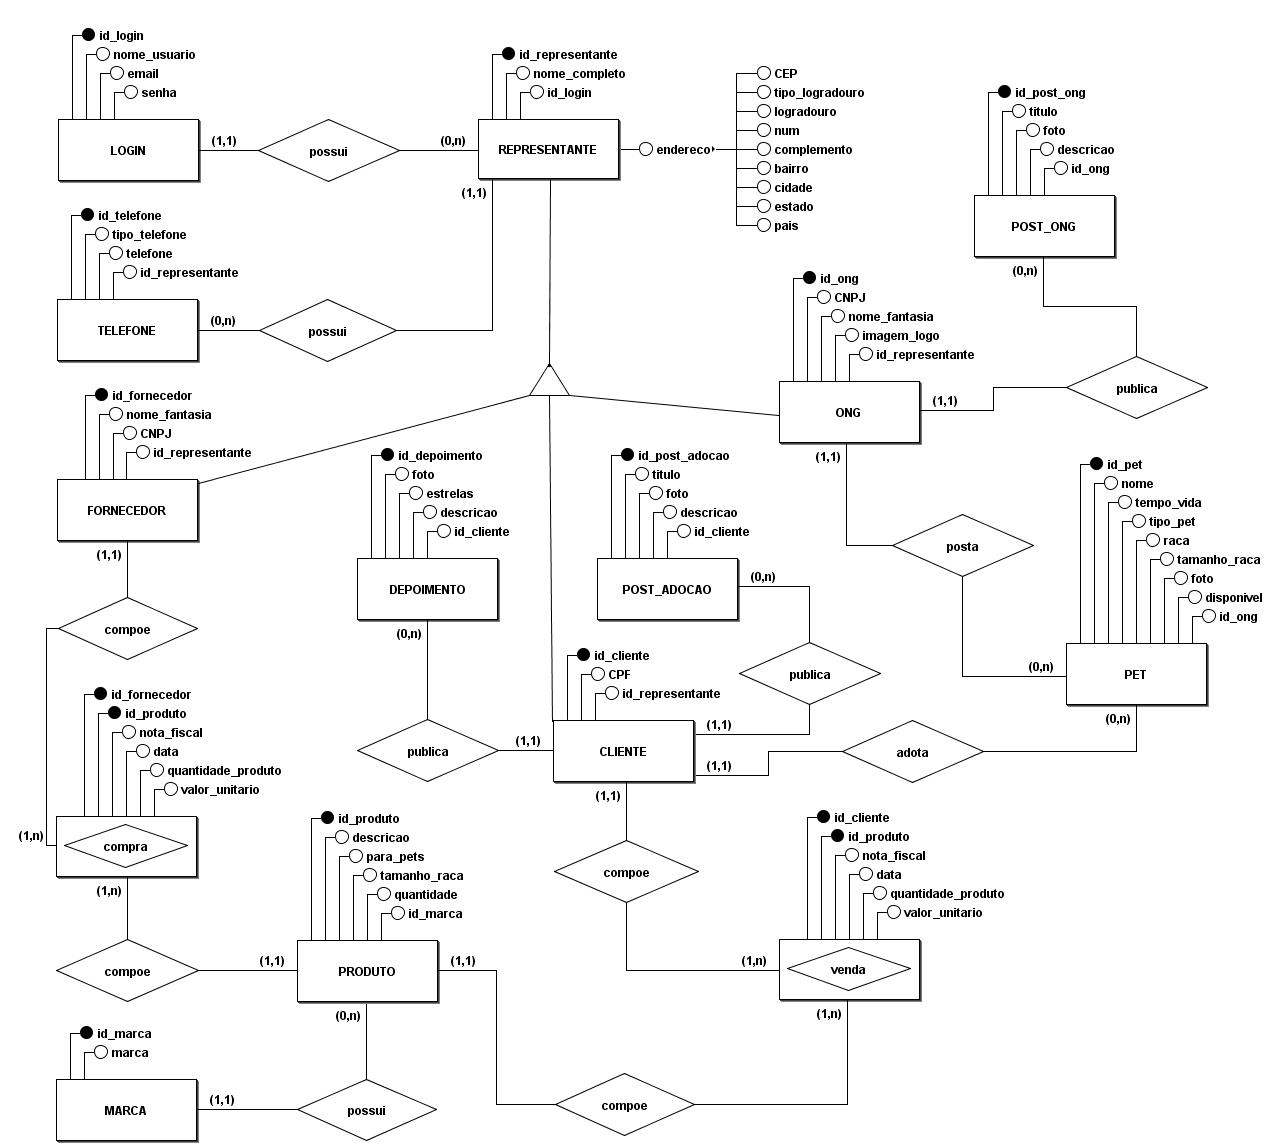 id_login
nome_usuario
email
senha
LOGIN
(1,1)
possui
(0,n)
id_representante
nome_completo
id_login
REPRESENTANTE
(1,1)
endereco
CEP
tipo_logradouro
logradouro
num
complemento
bairro
cidade
estado
pais
id_post_ong
titulo
foto
descricao
id_ong
POST_ONG
(0,n)
id_telefone
tipo_telefone
telefone
id_representante
TELEFONE
(0,n)
possui
id_ong
CNPJ
nome_fantasia
imagem_logo
id_representante
ONG
(1,1)
(1,1)
publica
id_fornecedor
nome_fantasia
CNPJ
id_representante
FORNECEDOR
(1,1)
compoe
id_depoimento
foto
estrelas
descricao
id_cliente
DEPOIMENTO
(0,n)
id_post_adocao
titulo
foto
descricao
id_cliente
POST_ADOCAO
(0,n)
publica
posta
id_pet
nome
tempo_vida
tipo_pet
raca
tamanho_raca
foto
disponivel
id_ong
(0,n)
PET
(0,n)
id_cliente
CPF
id_representante
publica
(1,1)
CLIENTE
(1,1)
(1,1)
(1,1)
adota
id_fornecedor
id_produto
nota_fiscal
data
quantidade_produto
valor_unitario
(1,n)
compra
(1,n)
compoe
(1,1)
id_produto
descricao
para_pets
tamanho_raca
quantidade
id_marca
PRODUTO
(1,1)
(0,n)
compoe
(1,n)
id_cliente
id_produto
nota_fiscal
data
quantidade_produto
valor_unitario
venda
(1,n)
id_marca
marca
MARCA
(1,1)
possui
compoe